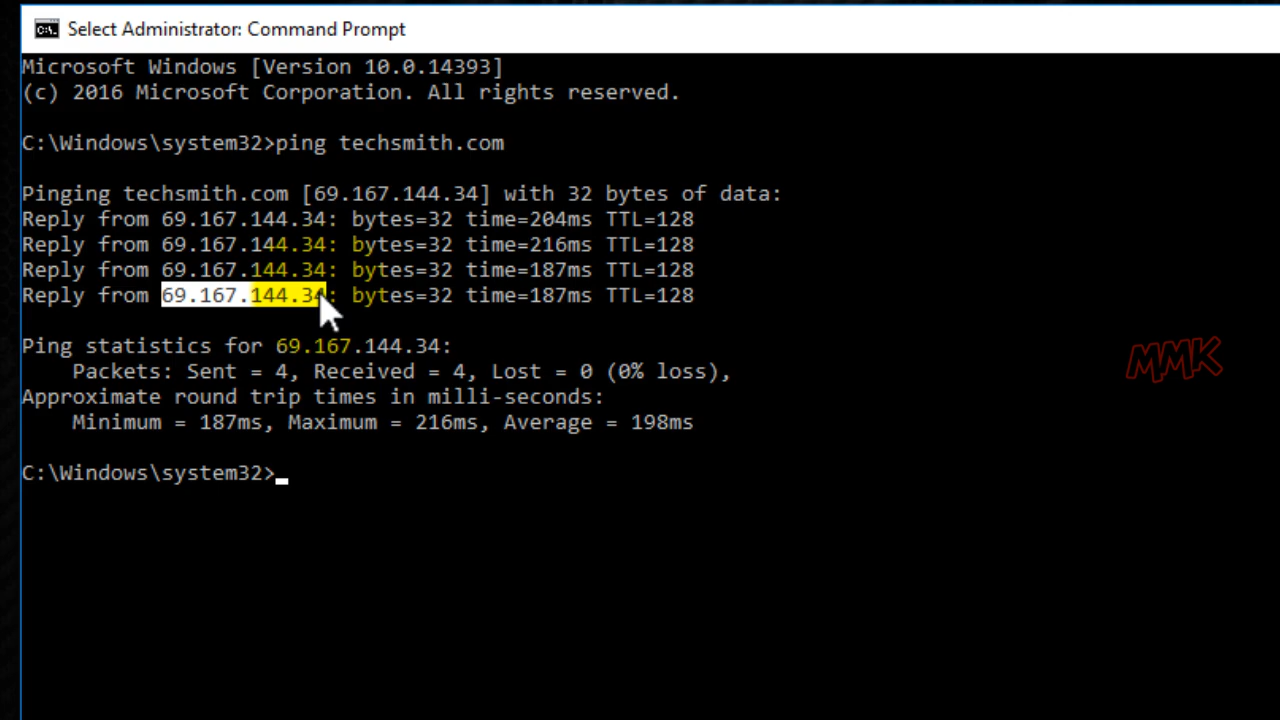 Select Administrator: Command Prompt
Microsoft Windows [Version 10.0.14393]
(c) 2016 Microsoft Corporation. All rights reserved.
C:\Windows\system32>ping techsmith.com
Pinging techsmith.com [69.167.144.34] with 32 bytes of data:
Reply from 69.167.144.34: bytes=32 time=204ms TTL=128
Reply from 69.167.144.34: bytes=32 time=216ms TTL=128
Reply from 69.167.144.34: bytes=32 time=187ms TTL=128
Reply from 69.167.144.34: bytes=32 time=187ms TTL=128
Ping statistics for 69.167.144.34:
Packets: Sent = 4, Received = 4, Lost = 0 (0% loss),
Approximate round trip times in milli-seconds:
Minimum = 187ms, Maximum = 216ms, Average = 198ms
C:\Windows\system32>
MMK